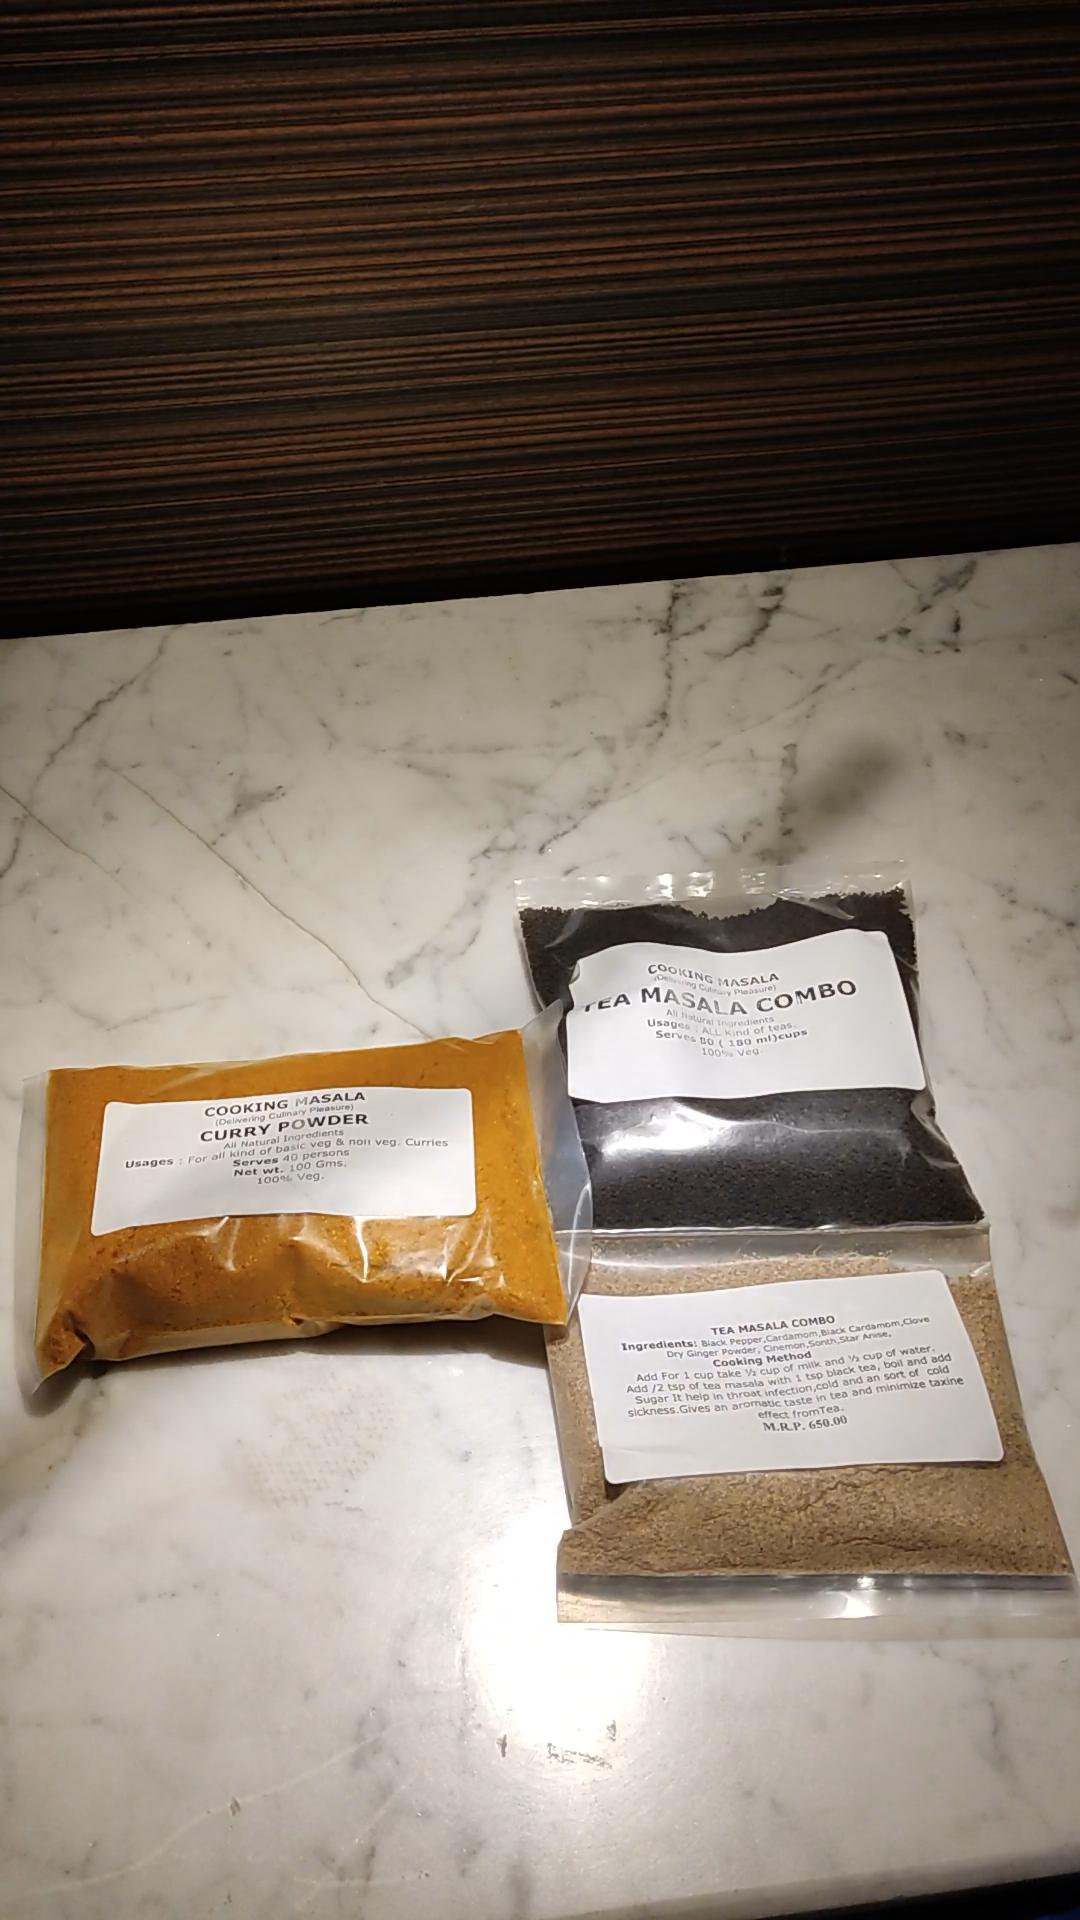 COOKING MASALA
(Delivering Culinary Pleasure)
CURRY POWDER
All Natural Ingredients
Usages : For all kind of basic veg & non veg. Curries
Serves 40 persons
Net wt. 100 Gms.
100% Veg.
COOKING MASALA
(Delivering Culinary Pleasure)
TEA MASALA COMBO
All Natural Ingredients
Usages : ALL Kind of teas.
Serves 80 ( 180 ml)cups
100% Veg.
TEA MASALA COMBO
Ingredients: Black Pepper,Cardamom,Black Cardamom,Clove
Dry Ginger Powder, Cinemon,Sonth,Star Anise,
Cooking Method
Add For 1 cup take ½ cup of milk and ½ cup of water.
Add /2 tsp of tea masala with 1 tsp black tea, boil and add
Sugar It help in throat infection,cold and an sort of cold
sickness.Gives an aromatic taste in tea and minimize taxine
effect fromTea.
M.R.P. 650.00